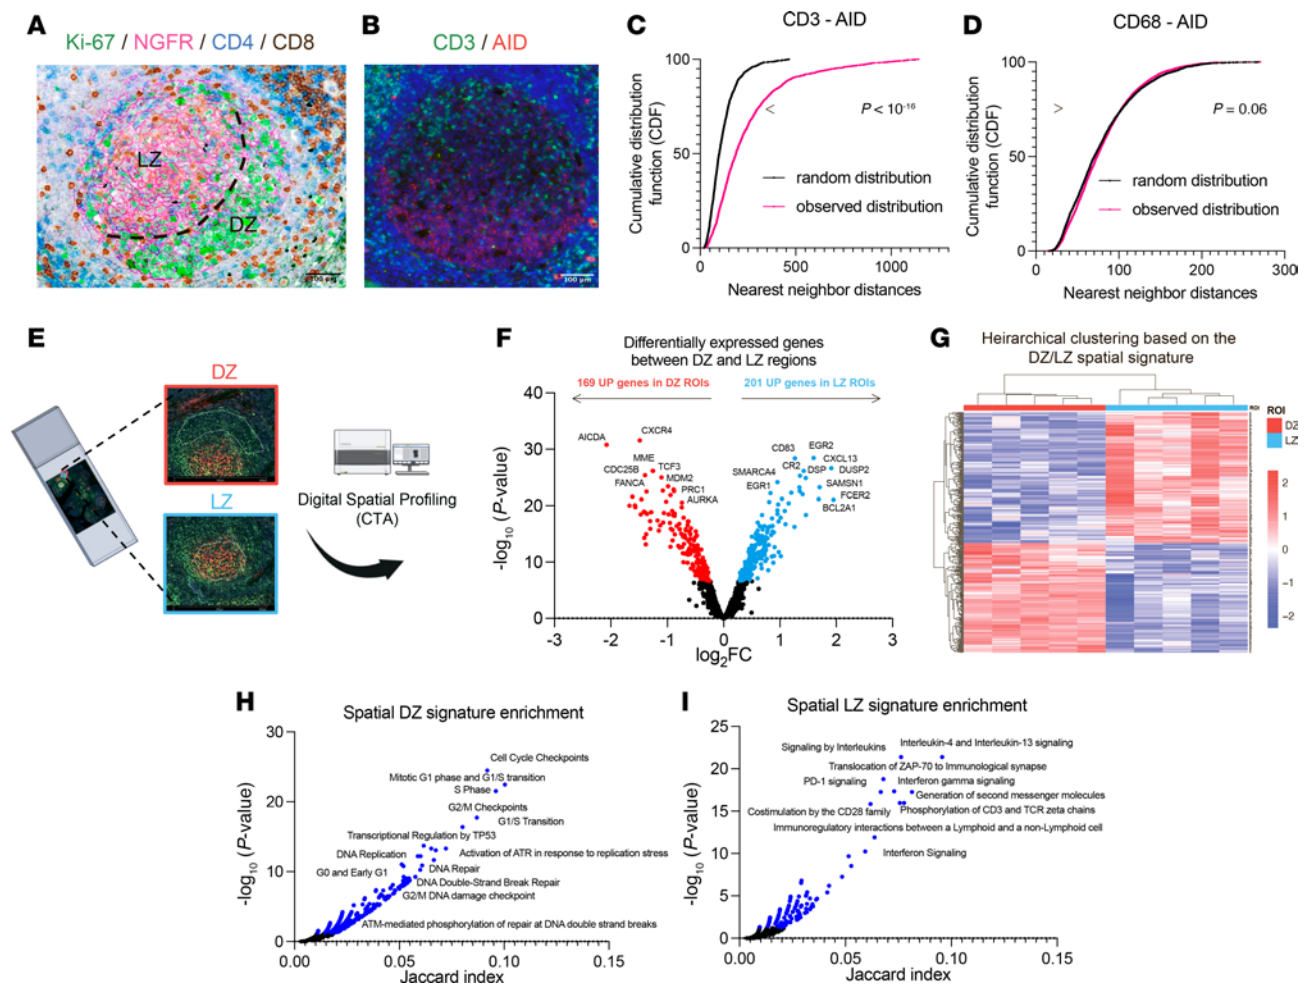 A
Ki-67 / NGFR / CD4 / CD8
LZ
DZ
100 µm
B
CD3 / AID
100 µm
C
CD3 - AID
Cumulative distribution
function (CDF)
100
50
0
<
P < 10-16
random distribution
observed distribution
0
500
1000
Nearest neighbor distances
D
CD68 - AID
Cumulative distribution
function (CDF)
100
50
0
>
P = 0.06
random distribution
observed distribution
0
100
200
300
Nearest neighbor distances
E
DZ
LZ
Digital Spatial Profiling
(CTA)
F
Differentially expressed genes
between DZ and LZ regions
169 UP genes in DZ ROIs
201 UP genes in LZ ROIs
-log10 (P-value)
40
30
20
10
0
AICDA
CXCR4
MME
TCF3
CDC25B
MDM2
FANCA
PRC1
AURKA
CD83
EGR2
CXCL13
CR2
DSP
DUSP2
SMARCA4
SAMSN1
EGR1
FCER2
BCL2A1
-3
-2
-1
0
1
2
3
log2FC
G
Heirarchical clustering based on the
DZ/LZ spatial signature
ROI
ROI
DZ
LZ
2
1
0
−1
−2
H
Spatial DZ signature enrichment
-log10 (P-value)
30
20
10
0
Cell Cycle Checkpoints
Mitotic G1 phase and G1/S transition
S Phase
G2/M Checkpoints
G1/S Transition
Transcriptional Regulation by TP53
DNA Replication
Activation of ATR in response to replication stress
G0 and Early G1
DNA Repair
DNA Double-Strand Break Repair
G2/M DNA damage checkpoint
ATM-mediated phosphorylation of repair at DNA double strand breaks
0.00
0.05
0.10
0.15
Jaccard index
I
Spatial LZ signature enrichment
-log10 (P-value)
25
20
15
10
5
0
Signaling by Interleukins
Interleukin-4 and Interleukin-13 signaling
Translocation of ZAP-70 to Immunological synapse
PD-1 signaling
Interferon gamma signaling
Generation of second messenger molecules
Costimulation by the CD28 family
Phosphorylation of CD3 and TCR zeta chains
Immunoregulatory interactions between a Lymphoid and a non-Lymphoid cell
Interferon Signaling
0.00
0.05
0.10
0.15
Jaccard index